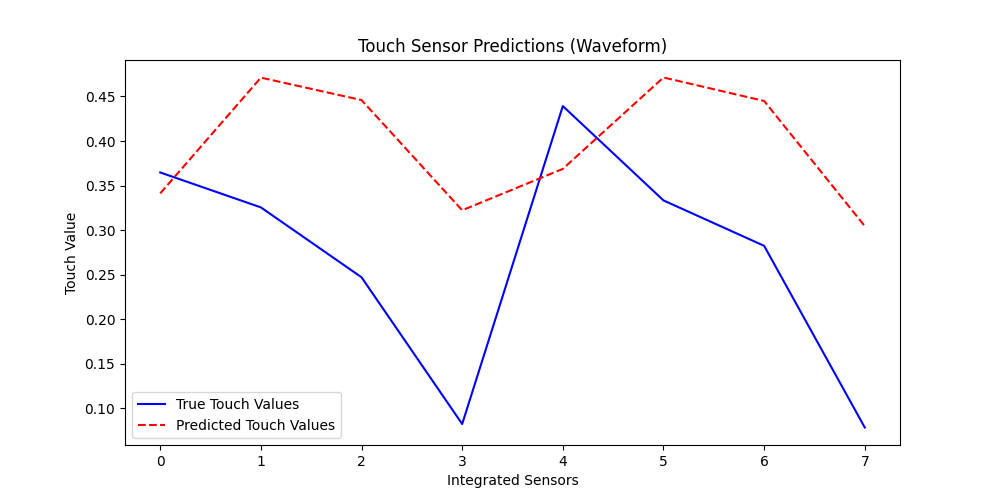 Touch Sensor Predictions (Waveform)
Touch Value
0.45
0.40
0.35
0.30
0.25
0.20
0.15
0.10
True Touch Values
Predicted Touch Values
0 1 2 3 4 5 6 7
Integrated Sensors